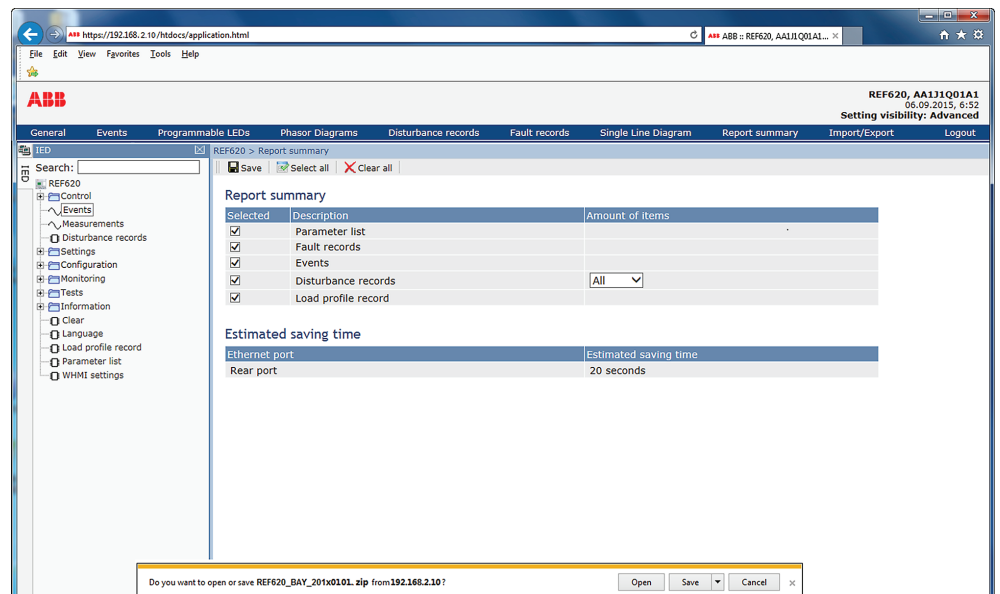 https://192.168.2.10/htdocs/application.html
ABB :: REF620, AA1J1Q01A1...
File Edit View Favorites Tools Help
ABB
REF620, AA1J1Q01A1
06.09.2015, 6:52
Setting visibility: Advanced
General Events Programmable LEDs Phasor Diagrams Disturbance records Fault records Single Line Diagram Report summary Import/Export Logout
IED
REF620 > Report summary
IED
Search:
Save Select all Clear all
REF620
Control
Events
Measurements
Disturbance records
Settings
Configuration
Monitoring
Tests
Information
Clear
Language
Load profile record
Parameter list
WHMI settings
Report summary
Selected Description Amount of items
Parameter list
Fault records
Events
Disturbance records All
Load profile record
Estimated saving time
Ethernet port Estimated saving time
Rear port 20 seconds
Do you want to open or save REF620_BAY_201x0101.zip from 192.168.2.10?
Open Save Cancel